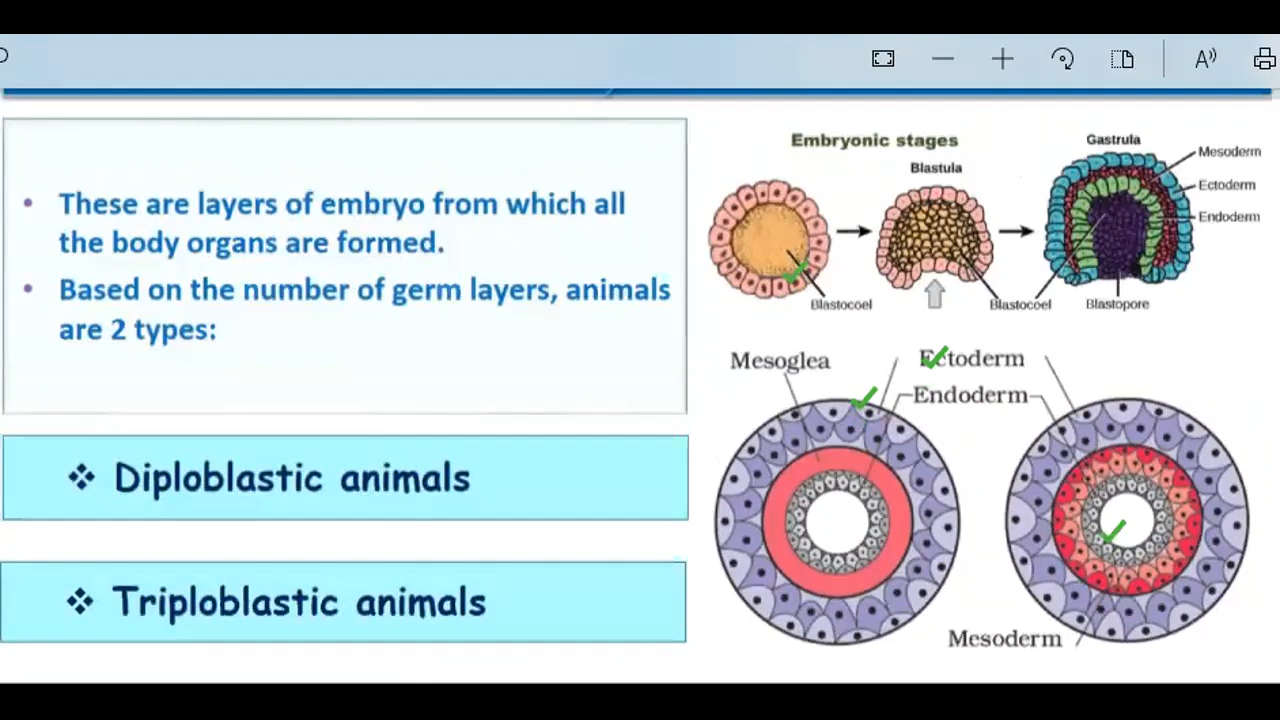 • These are layers of embryo from which all
the body organs are formed.
• Based on the number of germ layers, animals
are 2 types:
❖ Diploblastic animals
❖ Triploblastic animals
Embryonic stages
Blastula
Gastrula
Mesoderm
Ectoderm
Endoderm
Blastocoel
Blastocoel
Blastopore
Mesoglea
Ectoderm
Endoderm
Mesoderm